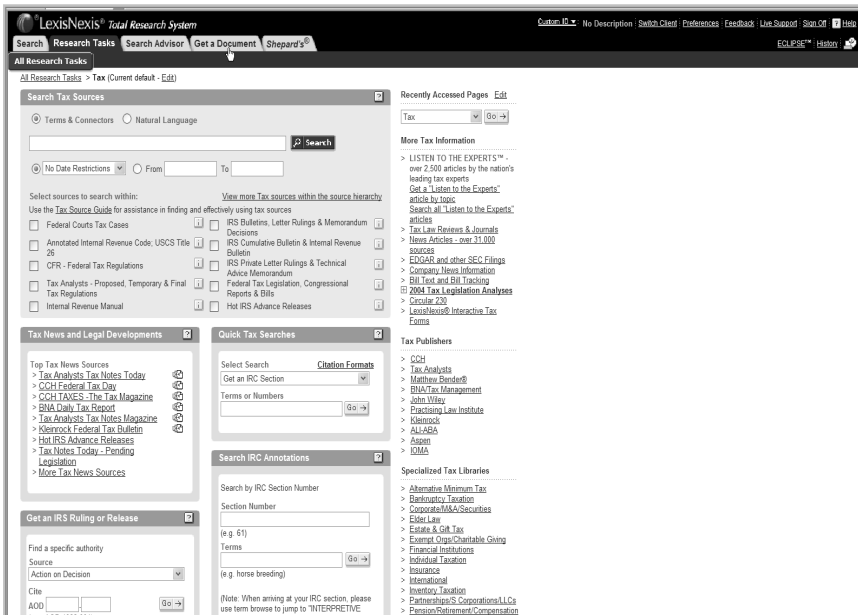 LexisNexis® Total Research System
Custom ID ▼ : No Description | Switch Client | Preferences | Feedback | Live Support | Sign Off | ? Help
Search Research Tasks Search Advisor Get a Document Shepard's®
ECLIPSE™ | History |
All Research Tasks
All Research Tasks > Tax (Current default - Edit)
Search Tax Sources ?
Terms & Connectors Natural Language
Search
No Date Restrictions From To
Select sources to search within: View more Tax sources within the source hierarchy
Use the Tax Source Guide for assistance in finding and effectively using tax sources
Federal Courts Tax Cases
Annotated Internal Revenue Code; USCS Title
26
CFR - Federal Tax Regulations
Tax Analysts - Proposed, Temporary & Final
Tax Regulations
Internal Revenue Manual
IRS Bulletins, Letter Rulings & Memorandum
Decisions
IRS Cumulative Bulletin & Internal Revenue
Bulletin
IRS Private Letter Rulings & Technical
Advice Memorandum
Federal Tax Legislation, Congressional
Reports & Bills
Hot IRS Advance Releases
Tax News and Legal Developments ?
Top Tax News Sources
> Tax Analysts Tax Notes Today
> CCH Federal Tax Day
> CCH TAXES -The Tax Magazine
> BNA Daily Tax Report
> Tax Analysts Tax Notes Magazine
> Kleinrock Federal Tax Bulletin
> Hot IRS Advance Releases
> Tax Notes Today - Pending
Legislation
> More Tax News Sources
Get an IRS Ruling or Release ?
Find a specific authority
Source
Action on Decision
Cite
AOD - Go →
Quick Tax Searches ?
Select Search Citation Formats
Get an IRC Section
Terms or Numbers
Go →
Search IRC Annotations ?
Search by IRC Section Number
Section Number
(e.g. 61)
Terms
Go →
(e.g. horse breeding)
(Note: When arriving at your IRC section, please
use term browse to jump to "INTERPRETIVE
Recently Accessed Pages Edit
Tax Go →
More Tax Information
> LISTEN TO THE EXPERTS™ -
over 2,500 articles by the nation's
leading tax experts
Get a "Listen to the Experts"
article by topic
Search all "Listen to the Experts"
articles
> Tax Law Reviews & Journals
> News Articles - over 31,000
sources
> EDGAR and other SEC Filings
> Company News Information
> Bill Text and Bill Tracking
2004 Tax Legislation Analyses
> Circular 230
> LexisNexis® Interactive Tax
Forms
Tax Publishers
> CCH
> Tax Analysts
> Matthew Bender®
> BNA/Tax Management
> John Wiley
> Practising Law Institute
> Kleinrock
> ALI-ABA
> Aspen
> IOMA
Specialized Tax Libraries
> Alternative Minimum Tax
> Bankruptcy Taxation
> Corporate/M&A/Securities
> Elder Law
> Estate & Gift Tax
> Exempt Orgs/Charitable Giving
> Financial Institutions
> Individual Taxation
> Insurance
> International
> Inventory Taxation
> Partnerships/S Corporations/LLCs
> Pension/Retirement/Compensation